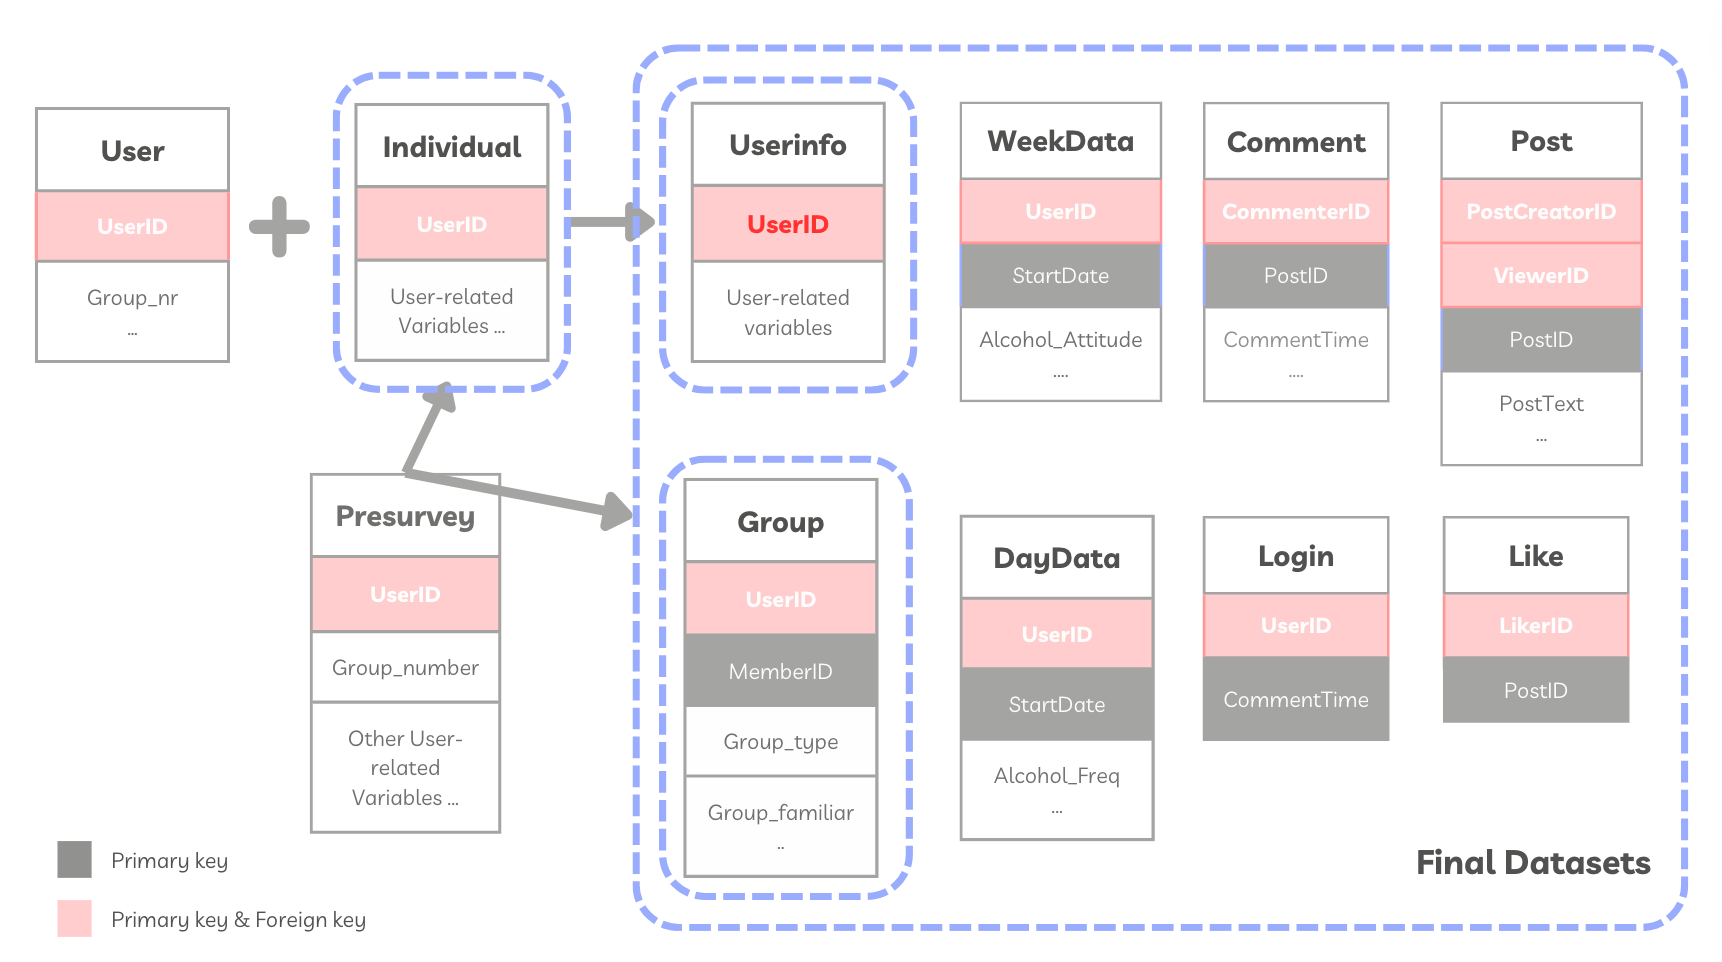 User
UserID
Group_nr
...
Individual
UserID
User-related
Variables ...
Userinfo
UserID
User-related
variables
WeekData
UserID
StartDate
Alcohol_Attitude
....
Comment
CommenterID
PostID
CommentTime
....
Post
PostCreatorID
ViewerID
PostID
PostText
...
Presurvey
UserID
Group_number
Other User-
related
Variables ...
Group
UserID
MemberID
Group_type
Group_familiar
..
DayData
UserID
StartDate
Alcohol_Freq
...
Login
UserID
CommentTime
Like
LikerID
PostID
Primary key
Primary key & Foreign key
Final Datasets